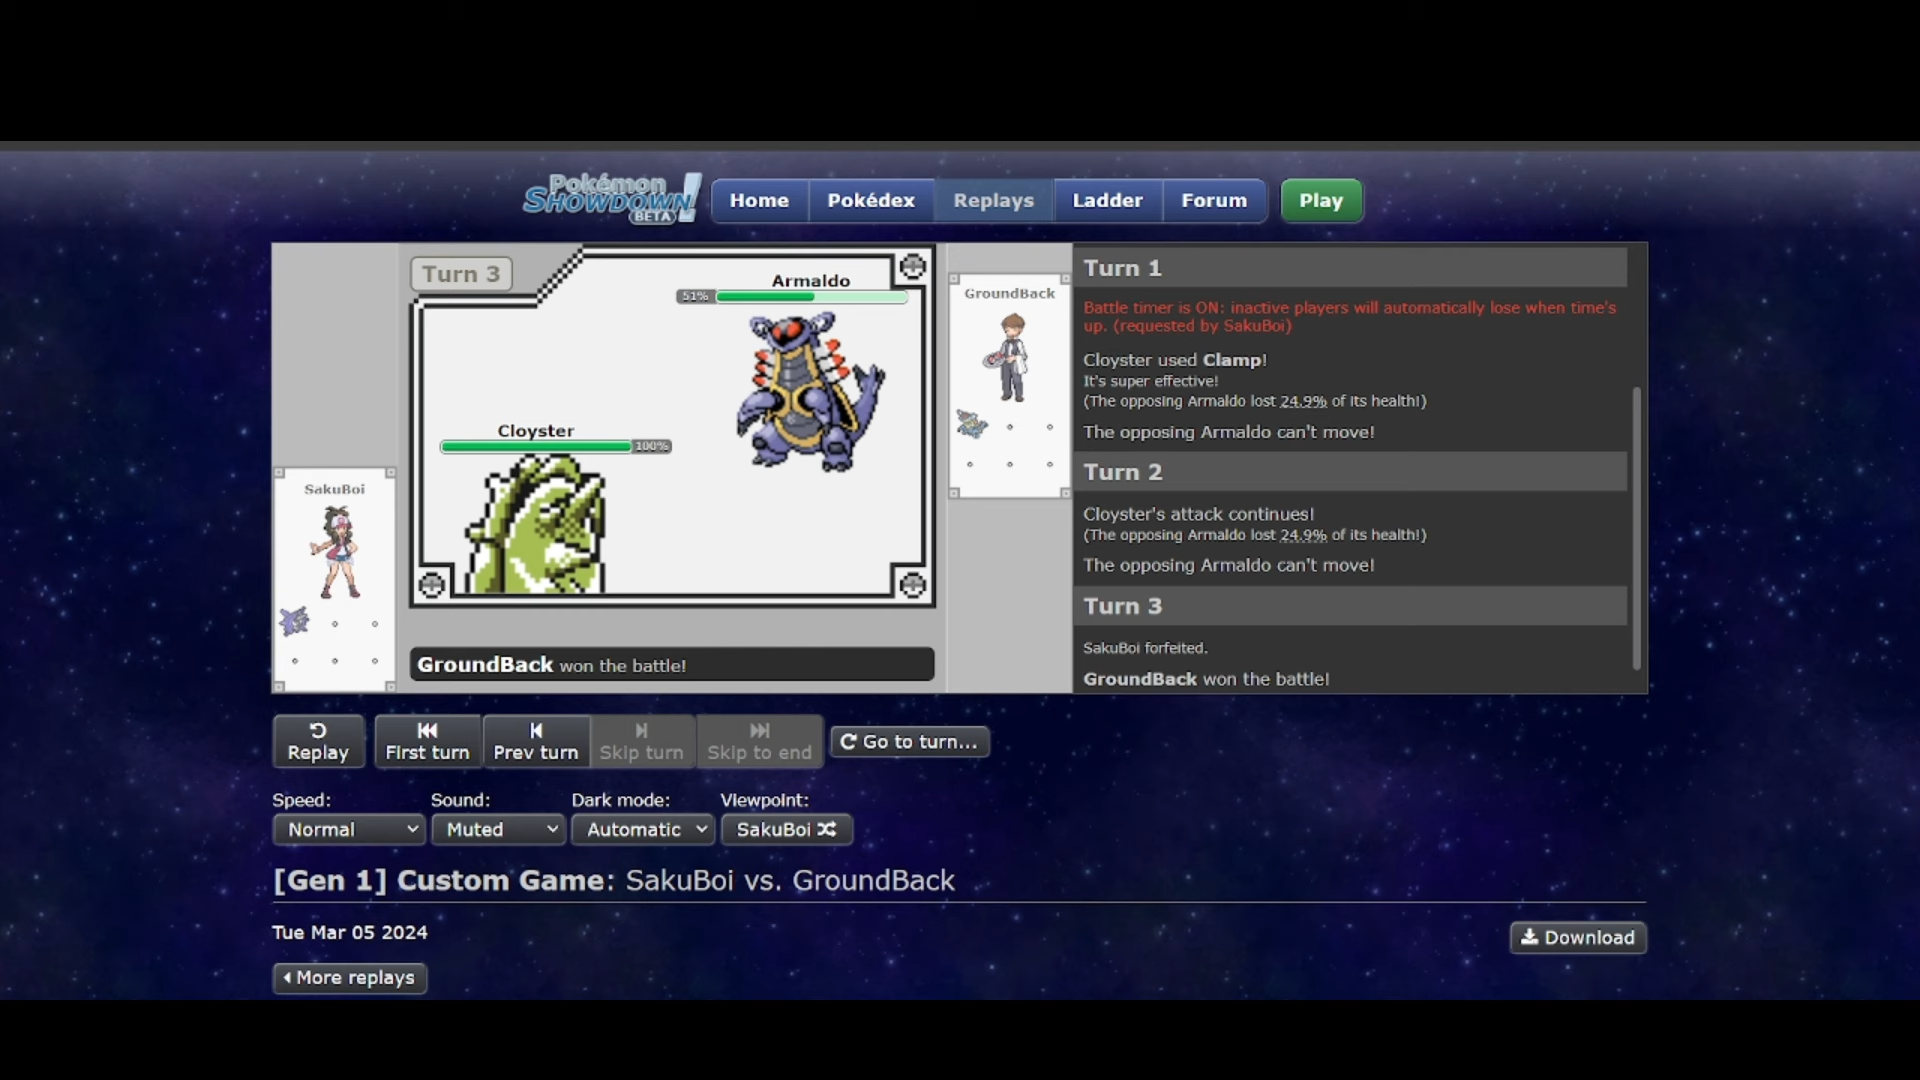 Pokémon
SHOWDOWN!
BETA
Home
Pokédex
Replays
Ladder
Forum
Play
Turn 3
Armaldo
51%
Cloyster
100%
SakuBoi
GroundBack
GroundBack won the battle!
Turn 1
Battle timer is ON: inactive players will automatically lose when time's
up. (requested by SakuBoi)
Cloyster used Clamp!
It's super effective!
(The opposing Armaldo lost 24.9% of its health!)
The opposing Armaldo can't move!
Turn 2
Cloyster's attack continues!
(The opposing Armaldo lost 24.9% of its health!)
The opposing Armaldo can't move!
Turn 3
SakuBoi forfeited.
GroundBack won the battle!
Replay
First turn
Prev turn
Skip turn
Skip to end
Go to turn...
Speed:
Sound:
Dark mode:
Viewpoint:
Normal
Muted
Automatic
SakuBoi
[Gen 1] Custom Game: SakuBoi vs. GroundBack
Tue Mar 05 2024
Download
More replays